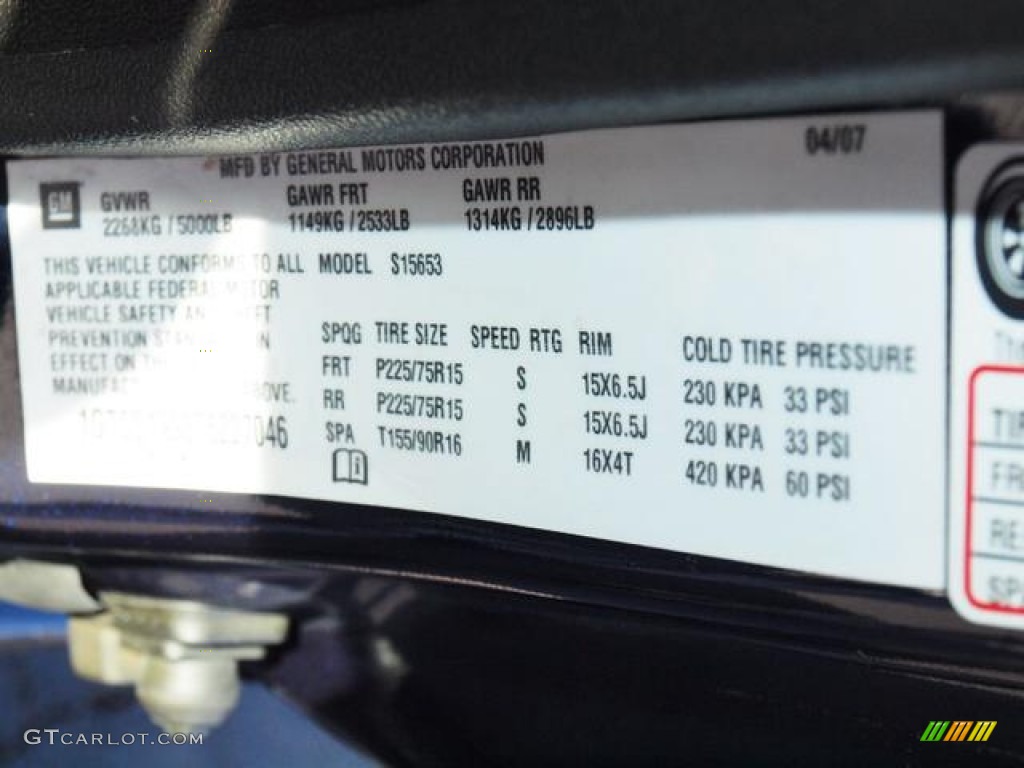 MFD BY GENERAL MOTORS CORPORATION 04/07
GM GVWR GAWR FRT GAWR RR
2268KG / 5000LB 1149KG / 2533LB 1314KG / 2896LB
THIS VEHICLE CONFORMS TO ALL MODEL S15653
APPLICABLE FEDERAL MOTOR
VEHICLE SAFETY AND THEFT
PREVENTION
EFFECT ON
SPQG TIRE SIZE SPEED RTG RIM COLD TIRE PRESSURE
FRT P225/75R15 S 15X6.5J 230 KPA 33 PSI
RR P225/75R15 S 15X6.5J 230 KPA 33 PSI
SPA T155/90R16 M 16X4T 420 KPA 60 PSI
GTCARLOT.COM